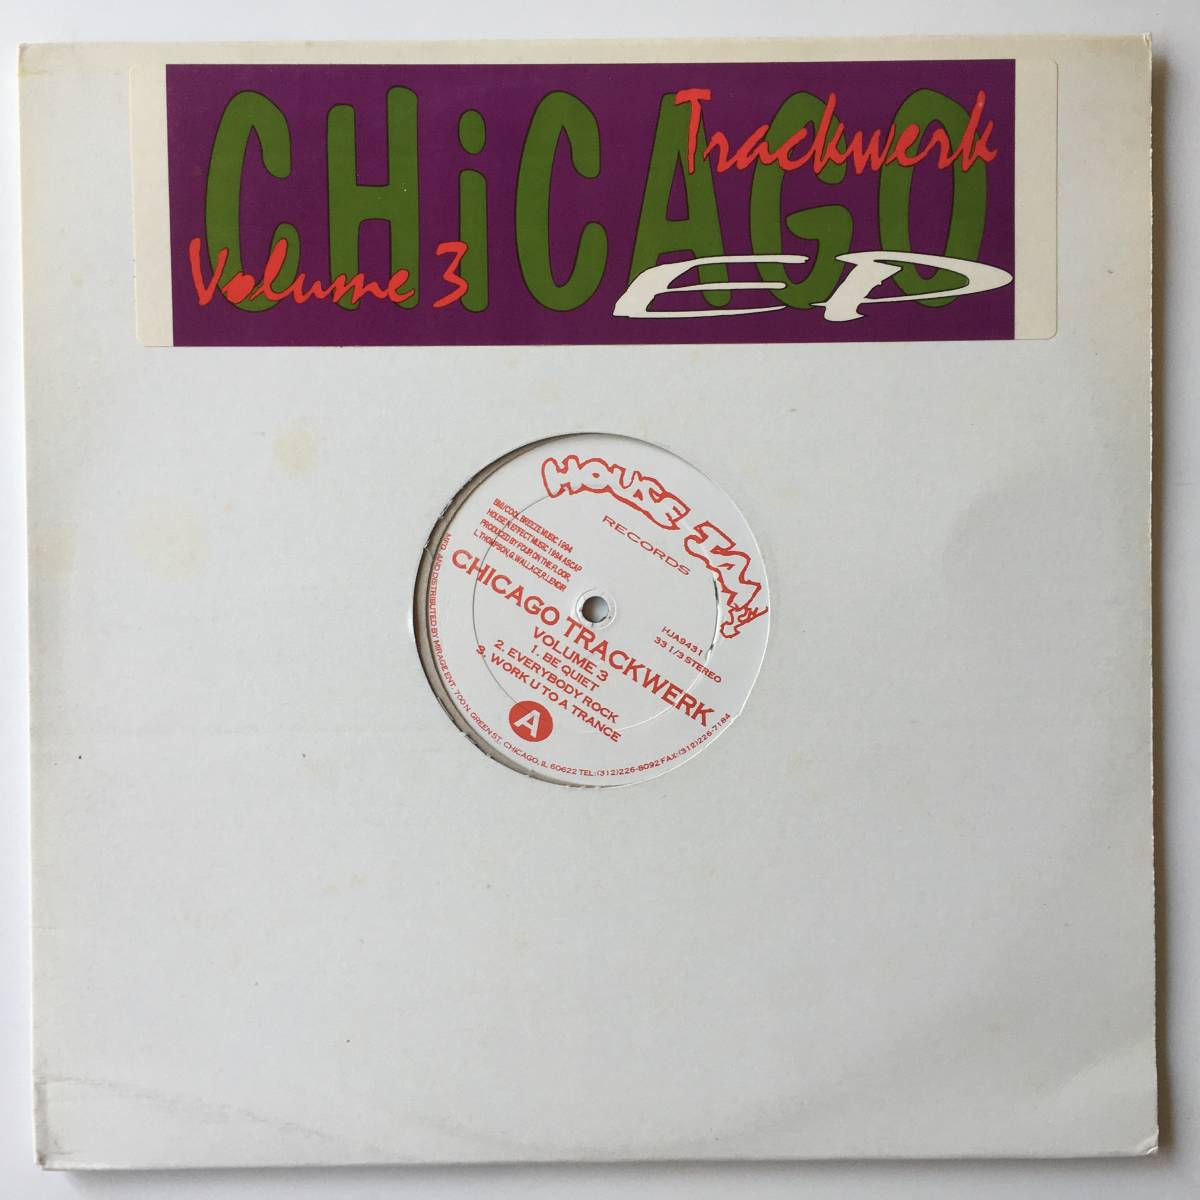 CHiCAGO
Trackwerk
Volume 3
EP
HOUSE JAM
RECORDS
BMI/COOL BREEZE MUSIC 1994
HOUSE N EFFECT MUSIC 1994 ASCAP
PRODUCED BY FOUR ON THE FLOOR,
L.THOMPSON,G.WALLACE,R.LENOIR
HJA9431
33 1/3 STEREO
CHICAGO TRACKWERK
VOLUME 3
1. BE QUIET
2. EVERYBODY ROCK
3. WORK U TO A TRANCE
A
MFG. AND DISTRIBUTED BY MIRAGE ENT. 700 N. GREEN ST., CHICAGO, IL 60622 TEL:(312)226-8092 FAX:(312)226-7184